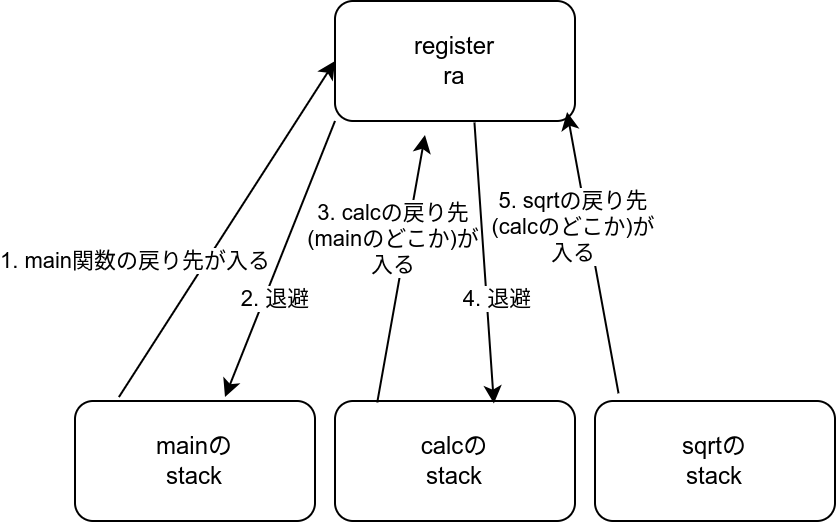 register
ra
1. main関数の戻り先が入る
2. 退避
3. calcの戻り先
(mainのどこか)が
入る
4. 退避
5. sqrtの戻り先
(calcのどこか)が
入る
mainの
stack
calcの
stack
sqrtの
stack